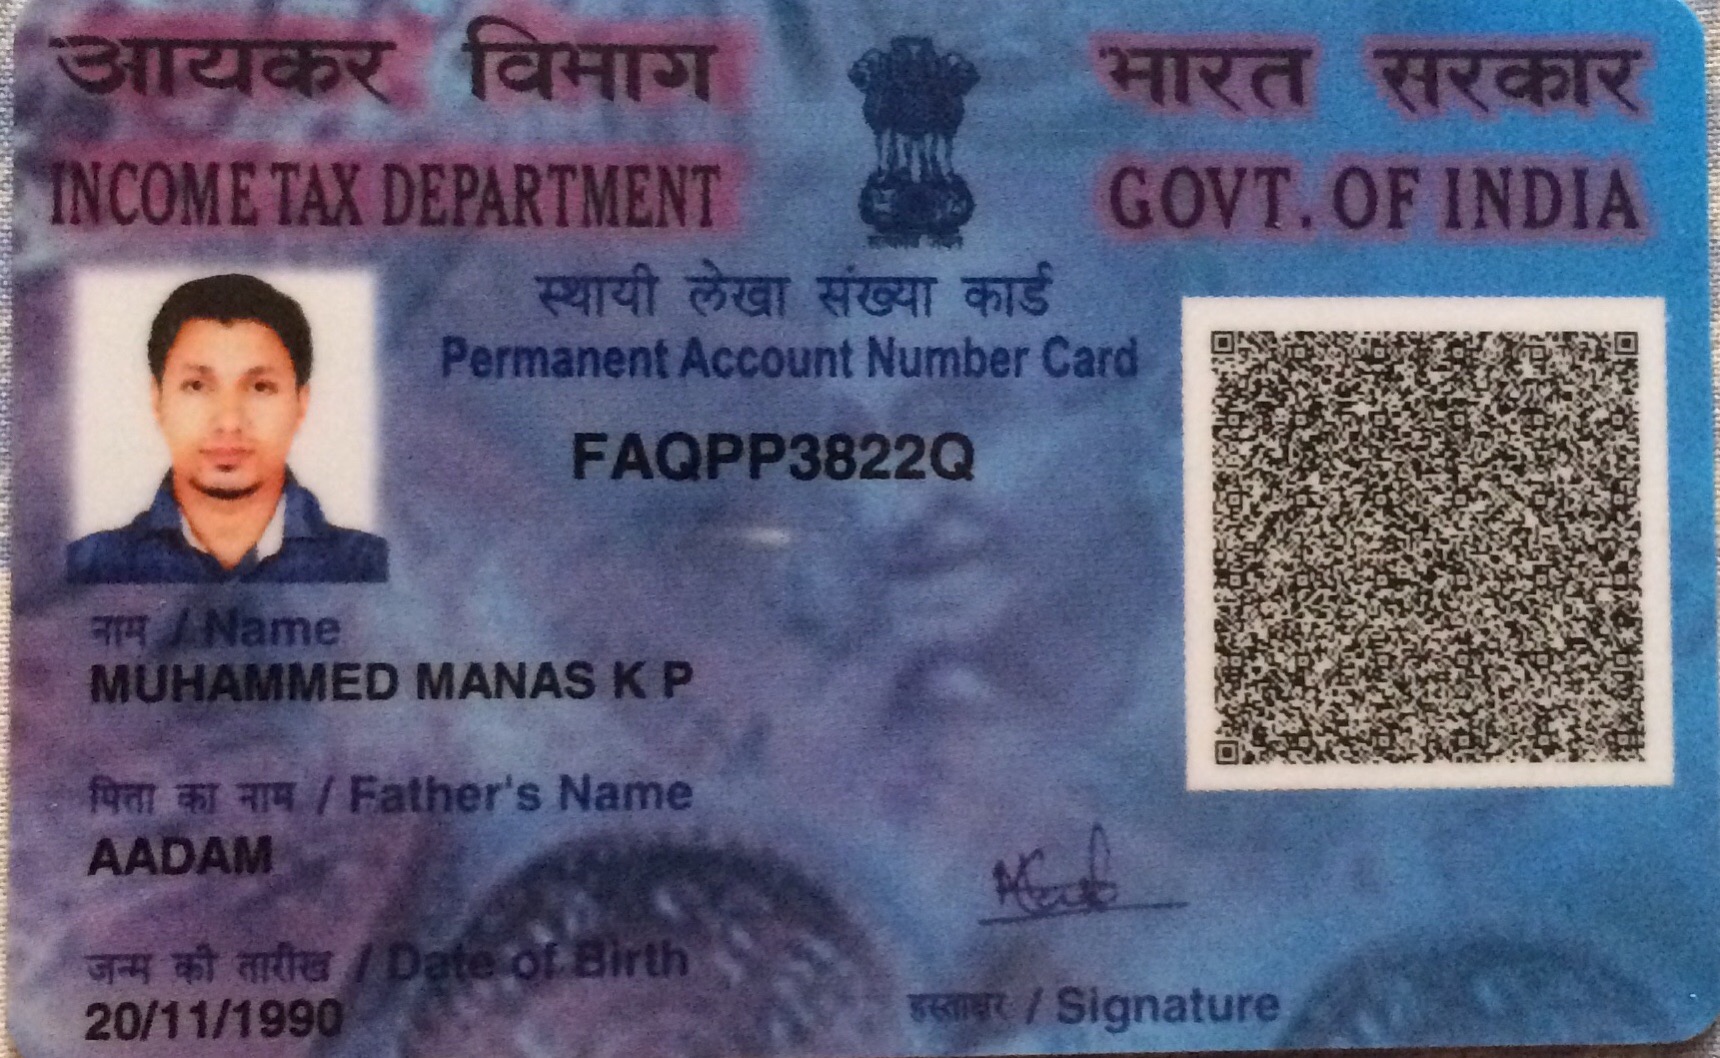 आयकर विभाग
INCOME TAX DEPARTMENT
भारत सरकार
GOVT. OF INDIA
सत्यमेव जयते
स्थायी लेखा संख्या कार्ड
Permanent Account Number Card
FAQPP3822Q
नाम / Name
MUHAMMED MANAS K P
पिता का नाम / Father's Name
AADAM
जन्म की तारीख / Date of Birth
20/11/1990
हस्ताक्षर / Signature